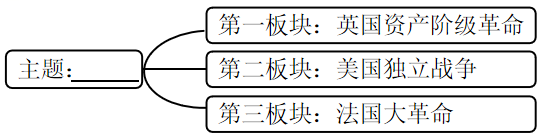 主题:______
第一板块：英国资产阶级革命
第二板块：美国独立战争
第三板块：法国大革命